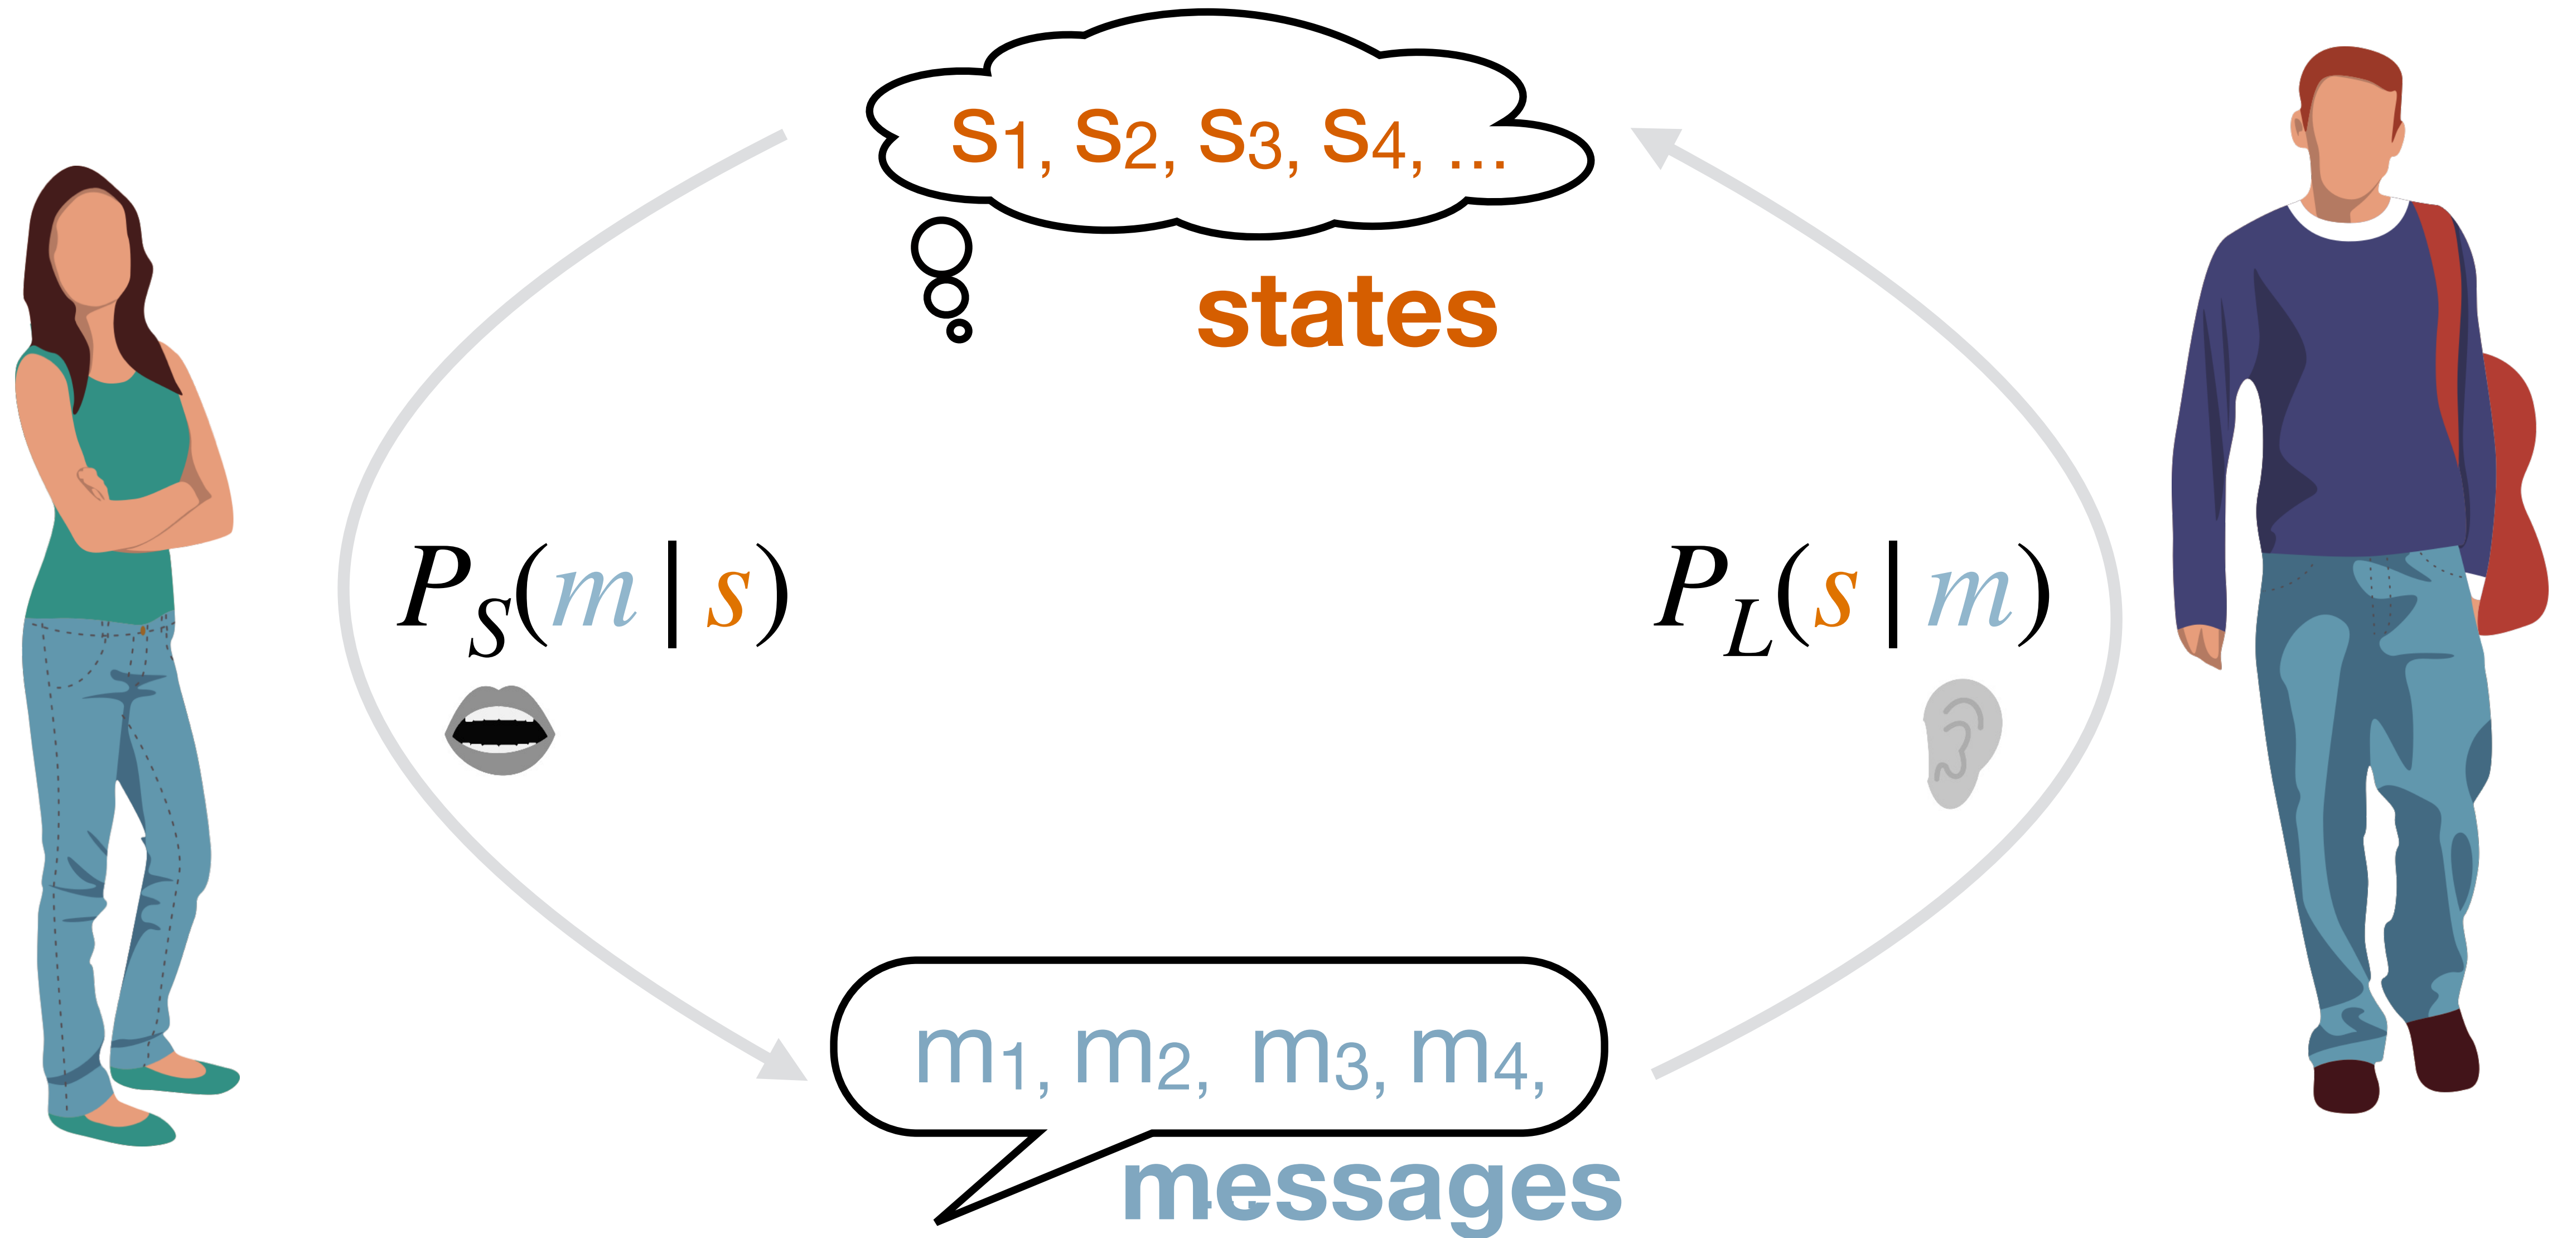 s1, s2, s3, s4, ...
states
PS(m|s)
PL(s|m)
m1, m2, m3, m4,
messages